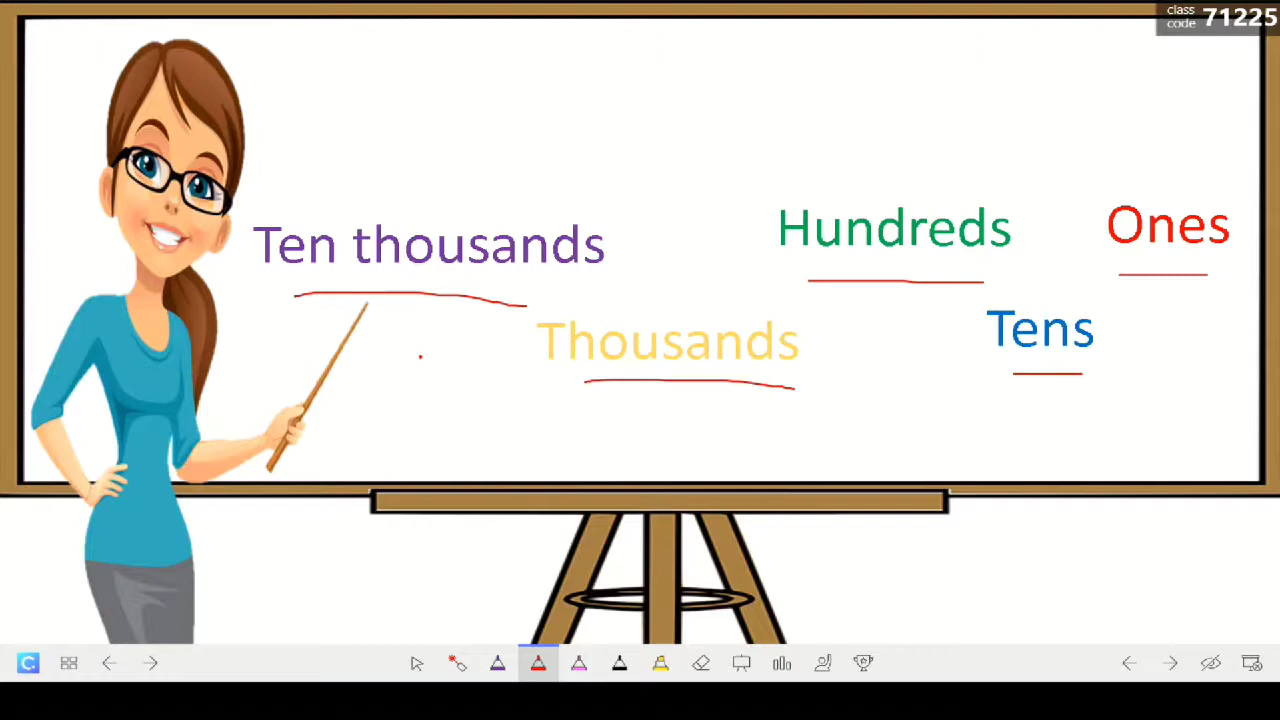 class code 71225
Ten thousands
Thousands
Hundreds
Tens
Ones